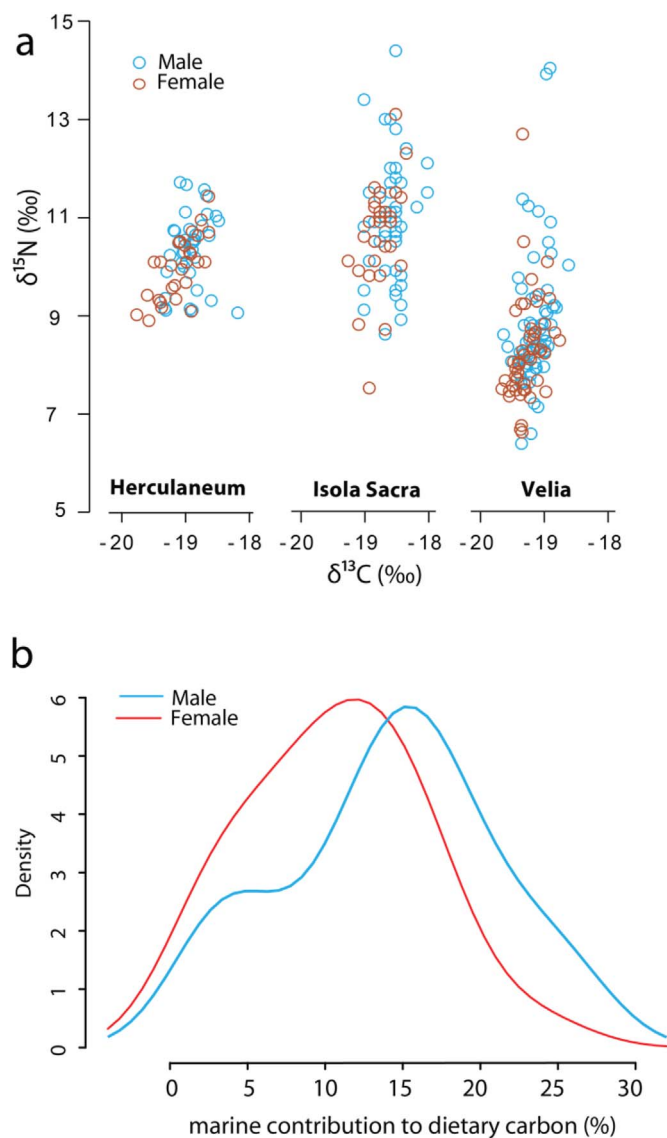 a
15
Male
Female
13
11
9
7
5
δ¹⁵N (‰)
Herculaneum Isola Sacra Velia
- 20 - 19 - 18 - 20 - 19 - 18 - 20 - 19 - 18
δ¹³C (‰)
b
Male
Female
6
5
4
3
2
1
0
Density
0 5 10 15 20 25 30
marine contribution to dietary carbon (%)